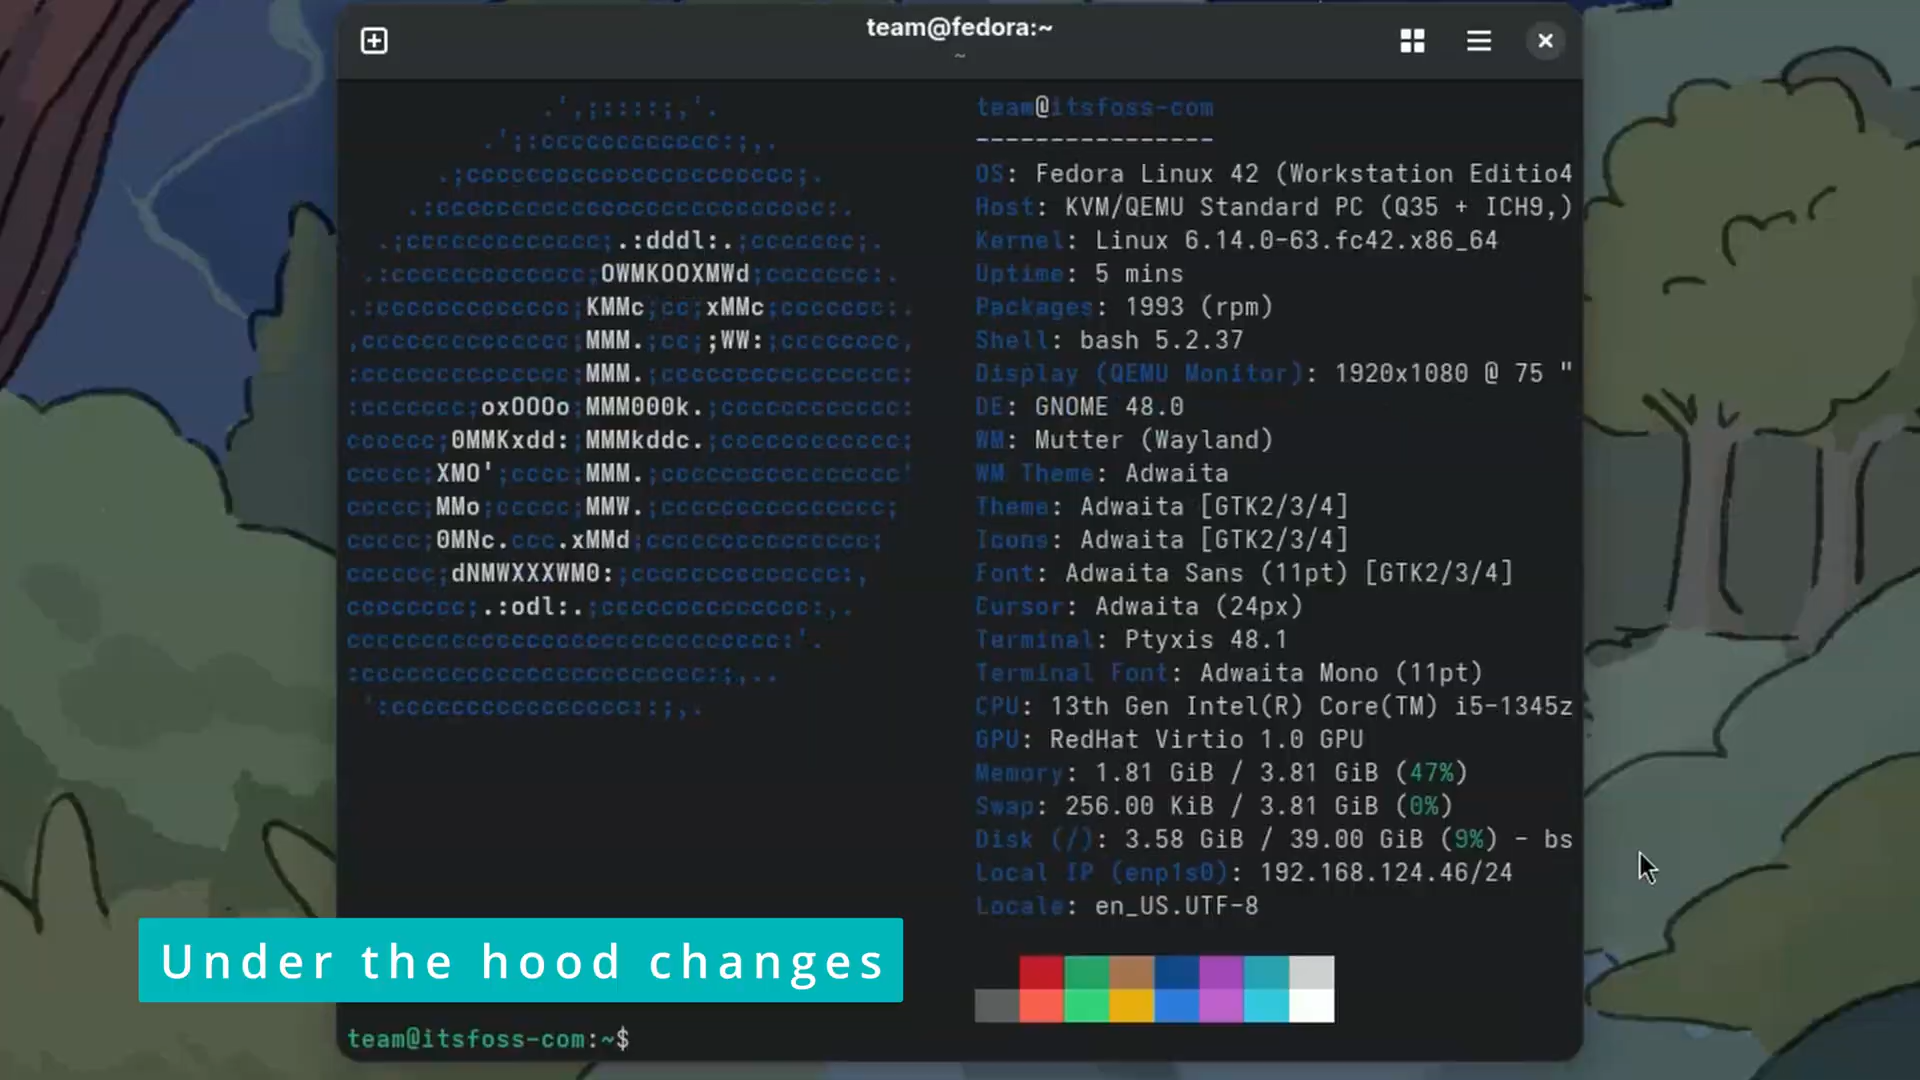 team@fedora:~
~
team@itsfoss-com
----------------
OS: Fedora Linux 42 (Workstation Editio4
Host: KVM/QEMU Standard PC (Q35 + ICH9,)
Kernel: Linux 6.14.0-63.fc42.x86_64
Uptime: 5 mins
Packages: 1993 (rpm)
Shell: bash 5.2.37
Display (QEMU Monitor): 1920x1080 @ 75 "
DE: GNOME 48.0
WM: Mutter (Wayland)
WM Theme: Adwaita
Theme: Adwaita [GTK2/3/4]
Icons: Adwaita [GTK2/3/4]
Font: Adwaita Sans (11pt) [GTK2/3/4]
Cursor: Adwaita (24px)
Terminal: Ptyxis 48.1
Terminal Font: Adwaita Mono (11pt)
CPU: 13th Gen Intel(R) Core(TM) i5-1345z
GPU: RedHat Virtio 1.0 GPU
Memory: 1.81 GiB / 3.81 GiB (47%)
Swap: 256.00 KiB / 3.81 GiB (0%)
Disk (/): 3.58 GiB / 39.00 GiB (9%) - bs
Local IP (enp1s0): 192.168.124.46/24
Locale: en_US.UTF-8
Under the hood changes
team@itsfoss-com:~$